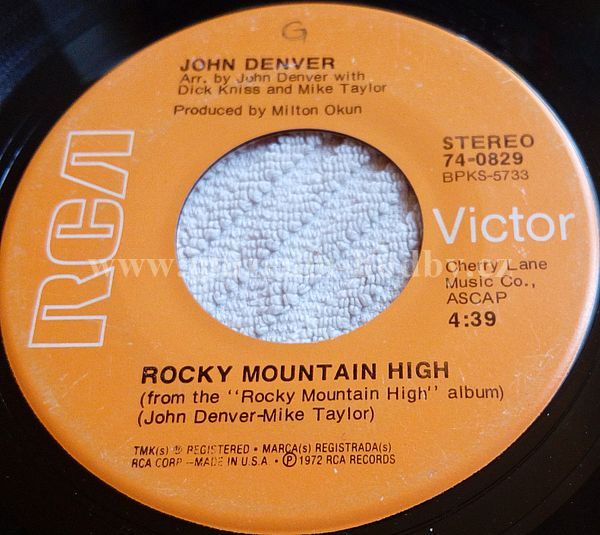 G
JOHN DENVER
Arr. by John Denver with
Dick Kniss and Mike Taylor
Produced by Milton Okun
RCA
STEREO
74-0829
BPKS-5733
Victor
Cherry Lane
Music Co.,
ASCAP
4:39
ROCKY MOUNTAIN HIGH
(from the "Rocky Mountain High" album)
(John Denver-Mike Taylor)
TMK(s) ® REGISTERED • MARCA(s) REGISTRADA(s)
RCA CORP.—MADE IN U.S.A. • ℗ 1972 RCA RECORDS